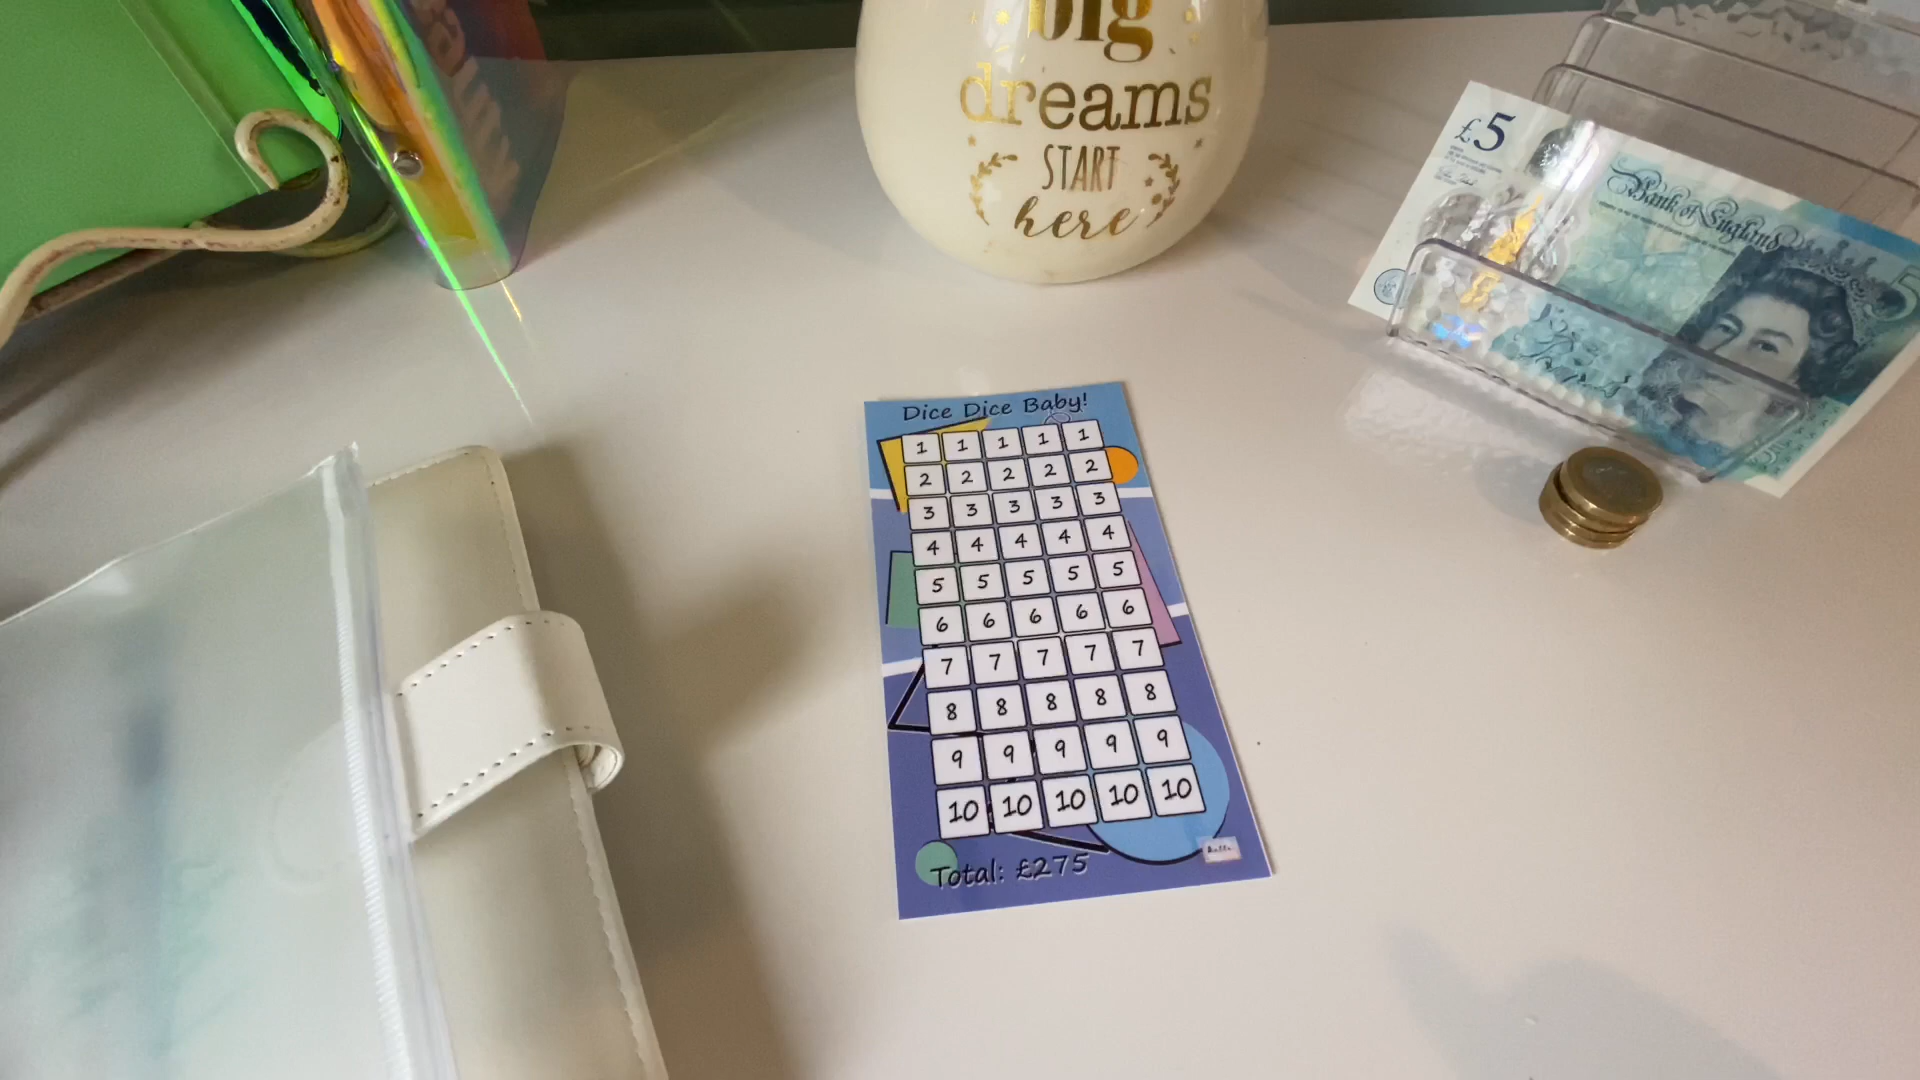 big
dreams
START
here
£5
Bank of England
5
Dice Dice Baby!
1 1 1 1 1
2 2 2 2 2
3 3 3 3 3
4 4 4 4 4
5 5 5 5 5
6 6 6 6 6
7 7 7 7 7
8 8 8 8 8
9 9 9 9 9
10 10 10 10 10
Total: £275